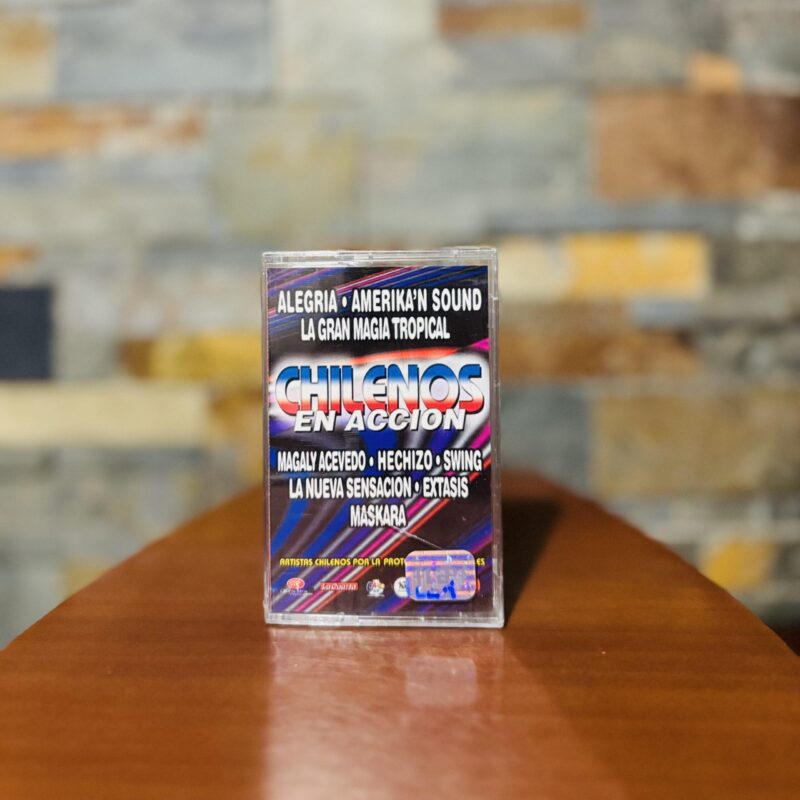 ALEGRIA • AMERIKA'N SOUND
LA GRAN MAGIA TROPICAL
CHILENOS
EN ACCION
MAGALY ACEVEDO • HECHIZO • SWING
LA NUEVA SENSACION • EXTASIS
MASKARA
ARTISTAS CHILENOS POR LA